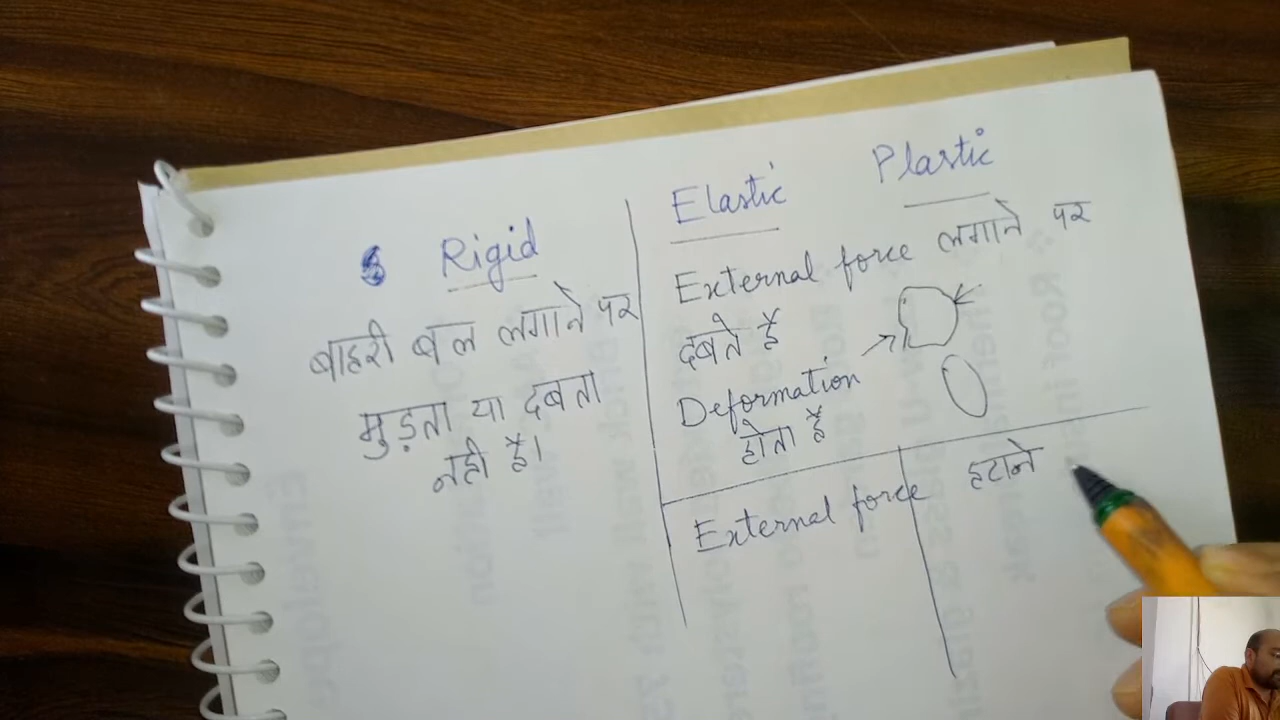 Rigid
बाहरी बल लगाने पर
मुड़ता या दबता
नही है।
Elastic Plastic
External force लगाने पर
दबते है
Deformation
होता है
External force हटाने